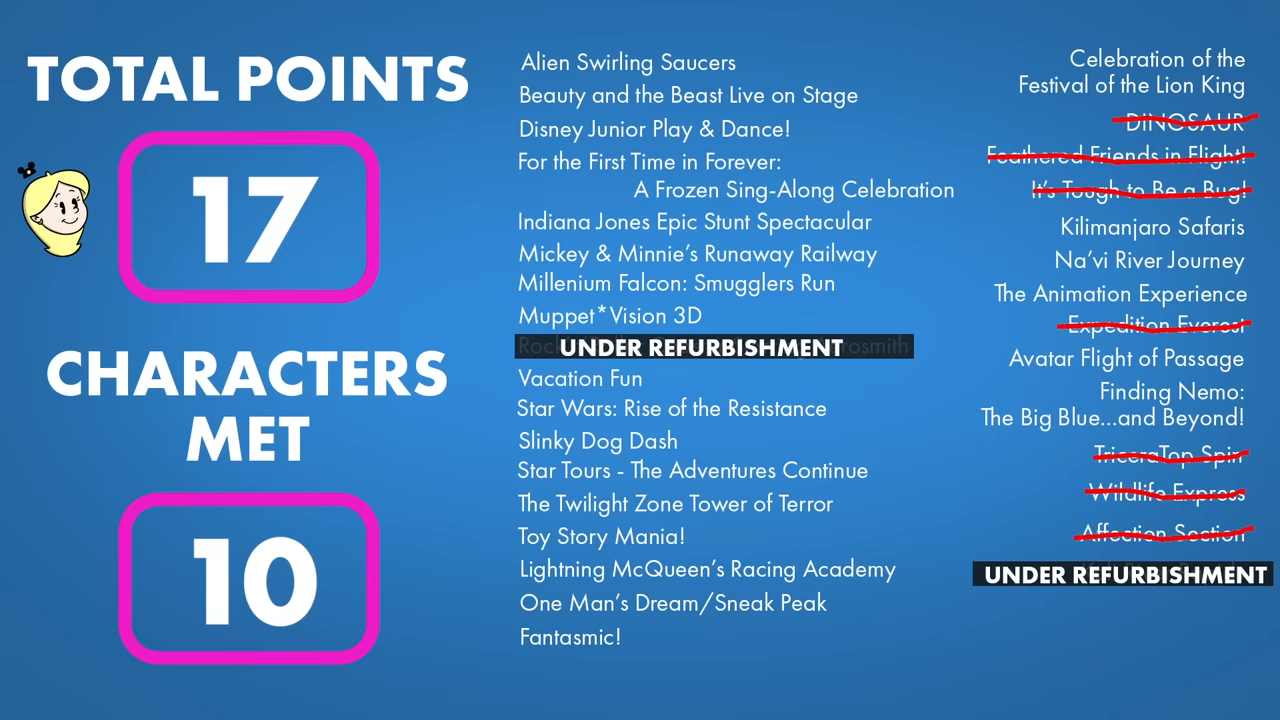 TOTAL POINTS
17
CHARACTERS
MET
10
Alien Swirling Saucers
Beauty and the Beast Live on Stage
Disney Junior Play & Dance!
For the First Time in Forever:
A Frozen Sing-Along Celebration
Indiana Jones Epic Stunt Spectacular
Mickey & Minnie's Runaway Railway
Millenium Falcon: Smugglers Run
Muppet*Vision 3D
UNDER REFURBISHMENT
Vacation Fun
Star Wars: Rise of the Resistance
Slinky Dog Dash
Star Tours - The Adventures Continue
The Twilight Zone Tower of Terror
Toy Story Mania!
Lightning McQueen's Racing Academy
One Man's Dream/Sneak Peak
Fantasmic!
Celebration of the
Festival of the Lion King
DINOSAUR
Feathered Friends in Flight!
It's Tough to Be a Bug!
Kilimanjaro Safaris
Na'vi River Journey
The Animation Experience
Expedition Everest
Avatar Flight of Passage
Finding Nemo:
The Big Blue...and Beyond!
TriceraTop Spin
Wildlife Express
Affection Section
UNDER REFURBISHMENT